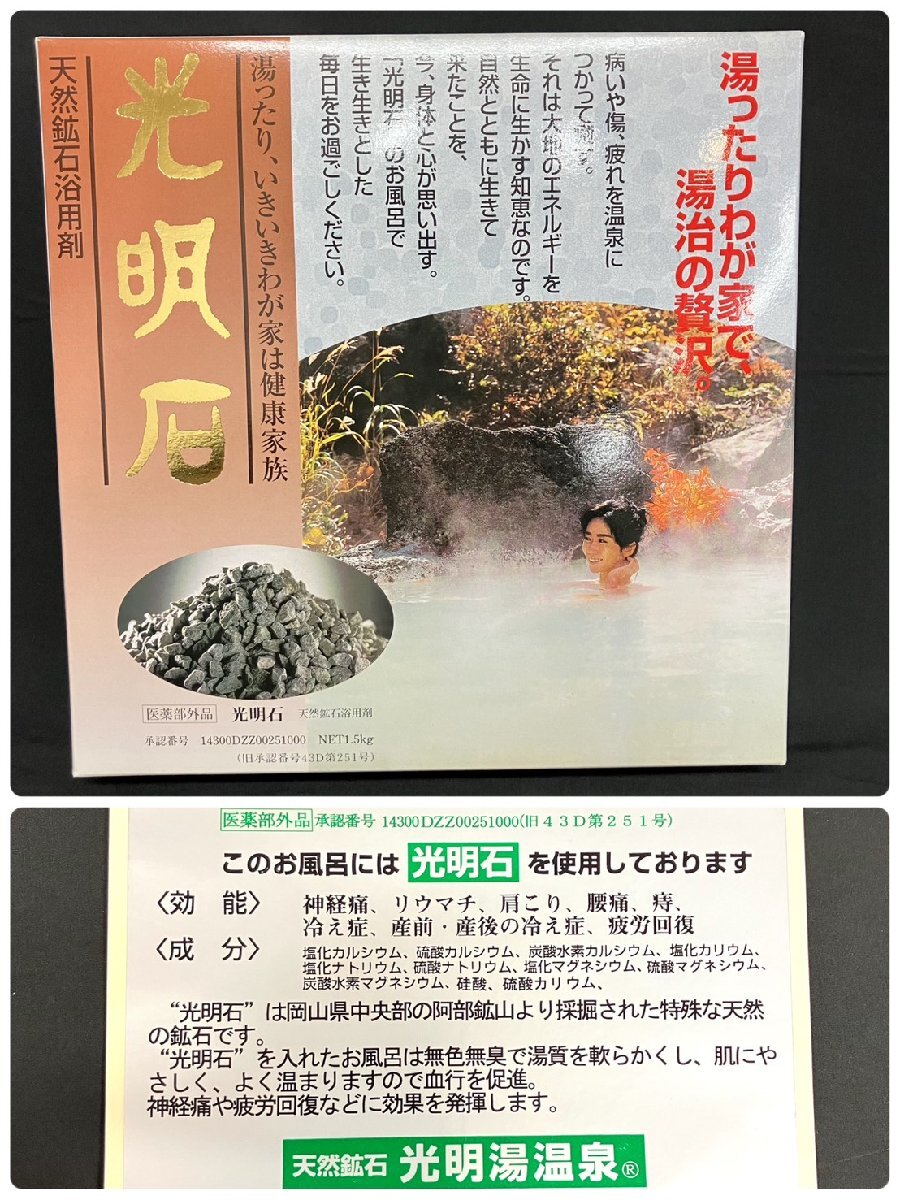 湯ったりわが家で、
湯治の贅沢。
病いや傷、疲れを温泉に
つかって癒す。
それは大地のエネルギーを
生命に生かす知恵なのです。
自然とともに生きて
来たことを、
今、身体と心が思い出す。
「光明石」のお風呂で
生き生きとした
毎日をお過ごしください。
湯ったり、いきいきわが家は健康家族
光明石
天然鉱石浴用剤
医薬部外品 光明石 天然鉱石浴用剤
承認番号 14300DZZ00251000 NET1.5kg
(旧承認番号43D第251号)
医薬部外品 承認番号 14300DZZ00251000(旧43D第251号)
このお風呂には 光明石 を使用しております
〈効 能〉 神経痛、リウマチ、肩こり、腰痛、痔、
冷え症、産前・産後の冷え症、疲労回復
〈成 分〉 塩化カルシウム、硫酸カルシウム、炭酸水素カルシウム、塩化カリウム、
塩化ナトリウム、硫酸ナトリウム、塩化マグネシウム、硫酸マグネシウム、
炭酸水素マグネシウム、硅酸、硫酸カリウム、
“光明石”は岡山県中央部の阿部鉱山より採掘された特殊な天然
の鉱石です。
“光明石”を入れたお風呂は無色無臭で湯質を軟らかくし、肌にや
さしく、よく温まりますので血行を促進。
神経痛や疲労回復などに効果を発揮します。
天然鉱石 光明湯温泉®